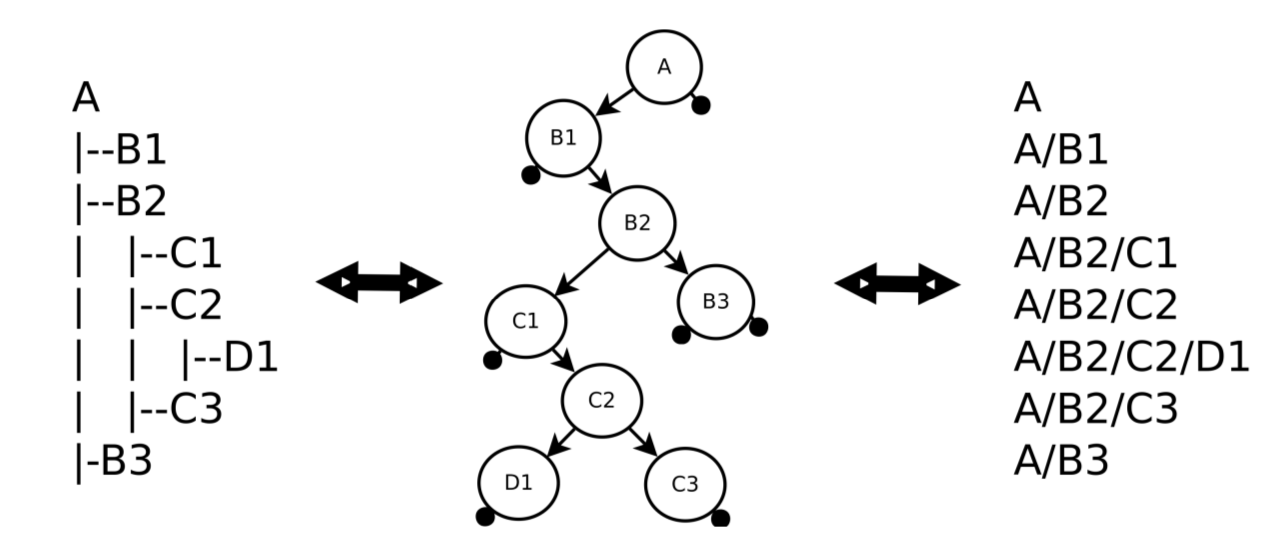 A
|--B1
|--B2
|   |--C1
|   |--C2
|   |   |--D1
|   |--C3
|-B3
A
B1
B2
C1
B3
C2
D1
C3
A
A/B1
A/B2
A/B2/C1
A/B2/C2
A/B2/C2/D1
A/B2/C3
A/B3